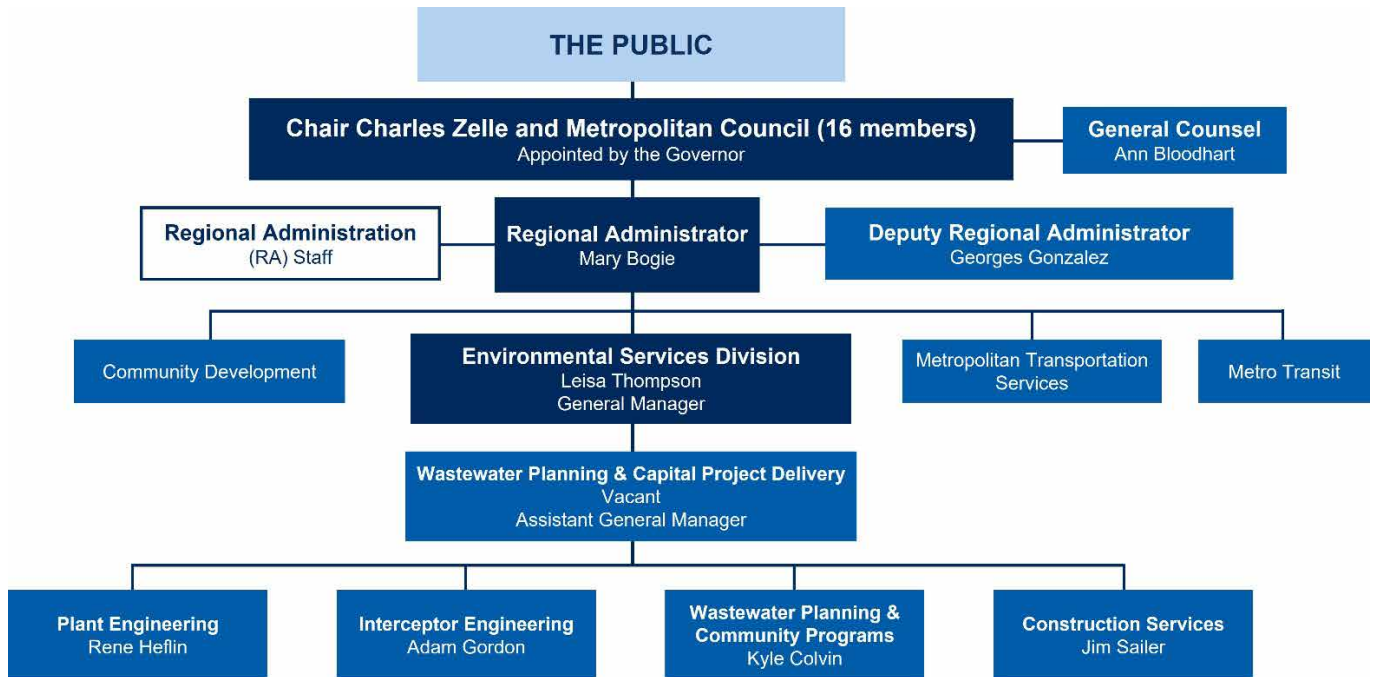 THE PUBLIC
Chair Charles Zelle and Metropolitan Council (16 members)
Appointed by the Governor
General Counsel
Ann Bloodhart
Regional Administration
(RA) Staff
Regional Administrator
Mary Bogie
Deputy Regional Administrator
Georges Gonzalez
Community Development
Environmental Services Division
Leisa Thompson
General Manager
Metropolitan Transportation
Services
Metro Transit
Wastewater Planning & Capital Project Delivery
Vacant
Assistant General Manager
Plant Engineering
Rene Heflin
Interceptor Engineering
Adam Gordon
Wastewater Planning &
Community Programs
Kyle Colvin
Construction Services
Jim Sailer